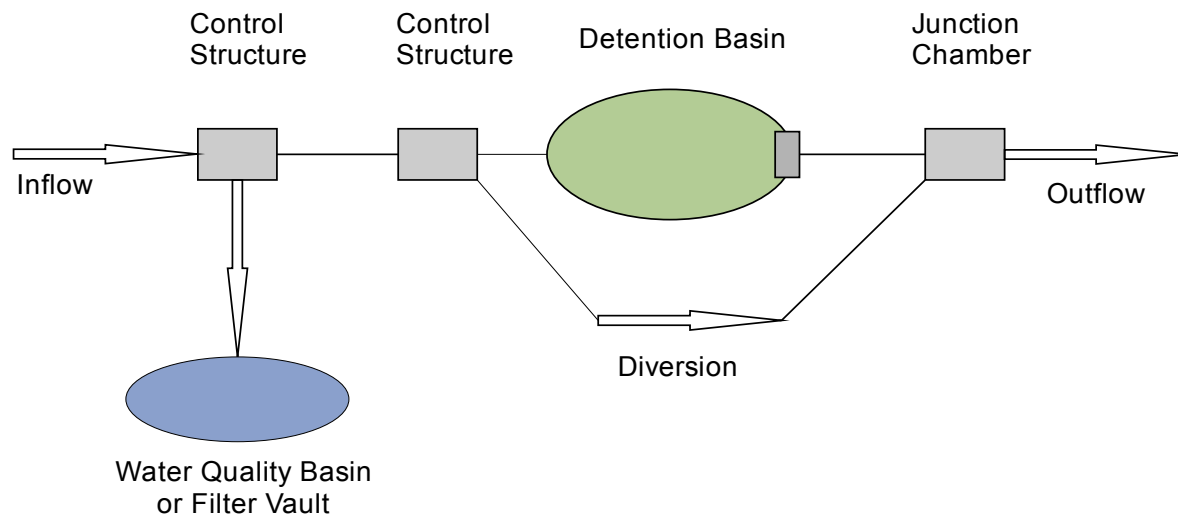 Control
Structure
Control
Structure
Detention Basin
Junction
Chamber
Inflow
Outflow
Diversion
Water Quality Basin
or Filter Vault